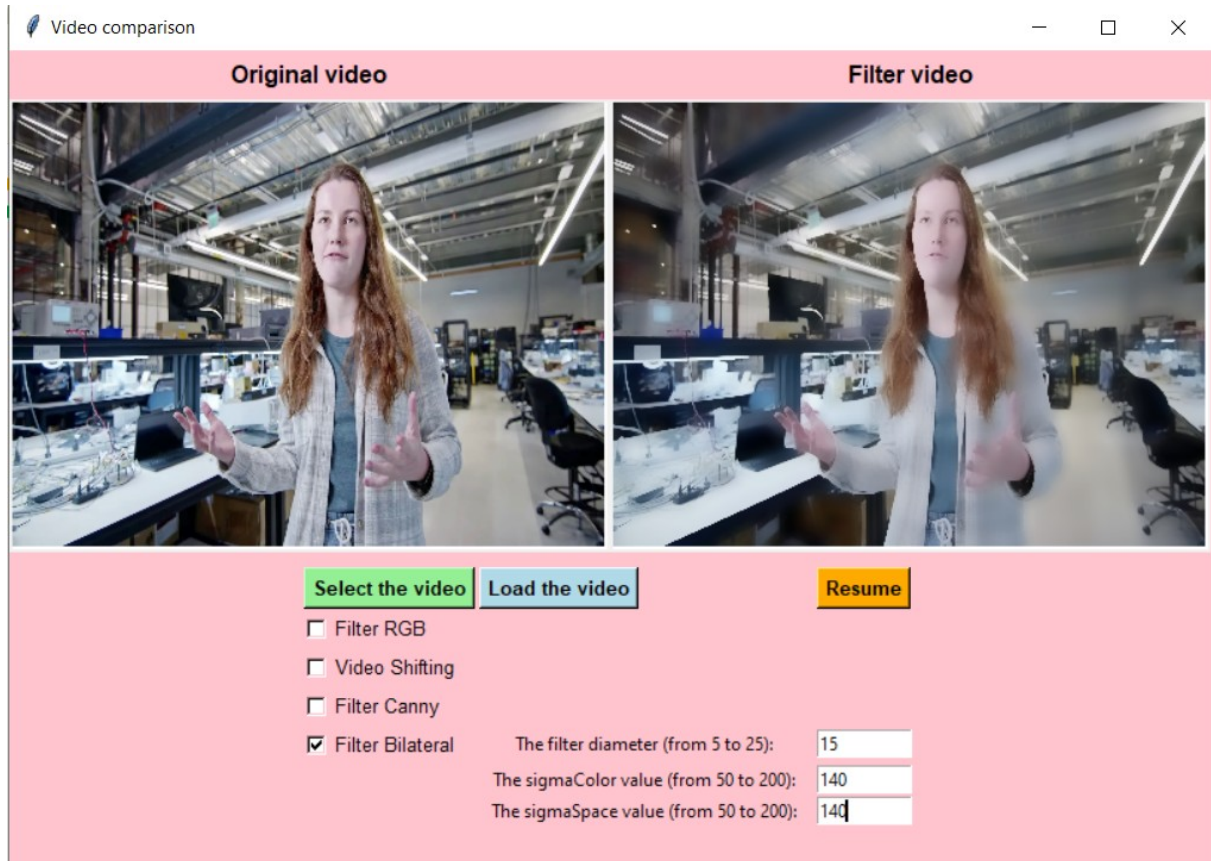 Video comparison
Original video Filter video
Select the video Load the video Resume
Filter RGB
Video Shifting
Filter Canny
Filter Bilateral The filter diameter (from 5 to 25): 15
The sigmaColor value (from 50 to 200): 140
The sigmaSpace value (from 50 to 200): 140